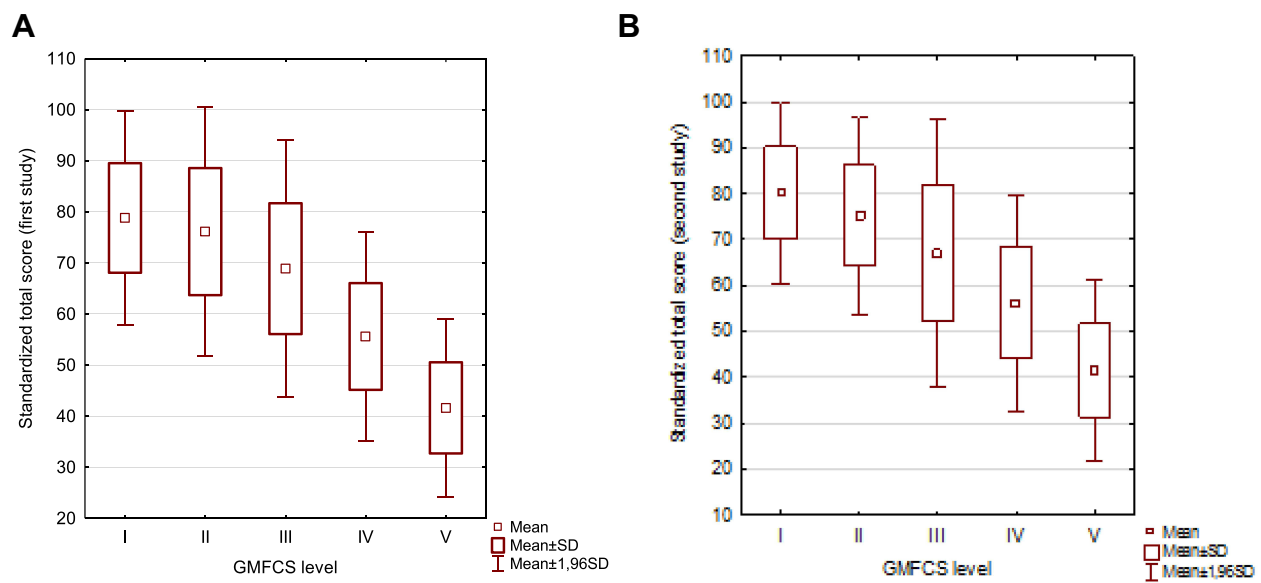 A
Standardized total score (first study)
110
100
90
80
70
60
50
40
30
20
I II III IV V
GMFCS level
Mean
Mean±SD
Mean±1,96SD
B
Standardized total score (second study)
110
100
90
80
70
60
50
40
30
20
10
I II III IV V
GMFCS level
Mean
Mean±SD
Mean±1,96SD